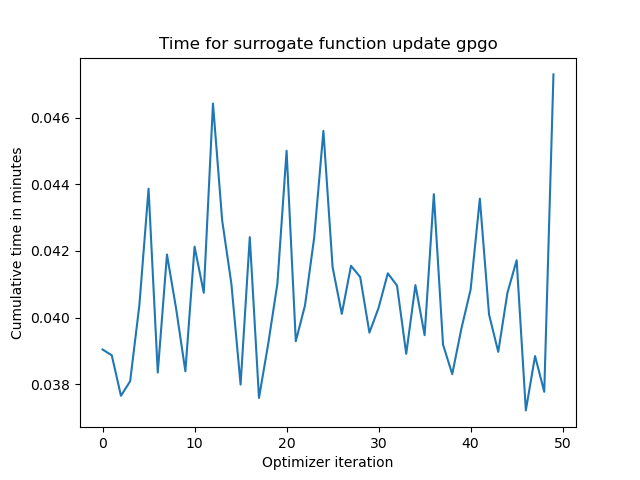 Time for surrogate function update gpgo
Cumulative time in minutes
0.046
0.044
0.042
0.040
0.038
0 10 20 30 40 50
Optimizer iteration